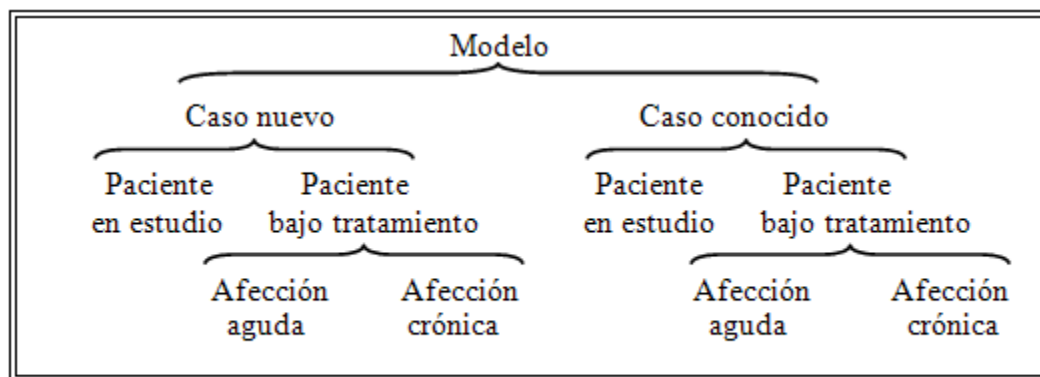 Modelo
Caso nuevo Caso conocido
Paciente Paciente Paciente Paciente
en estudio bajo tratamiento en estudio bajo tratamiento
Afección Afección Afección Afección
aguda crónica aguda crónica